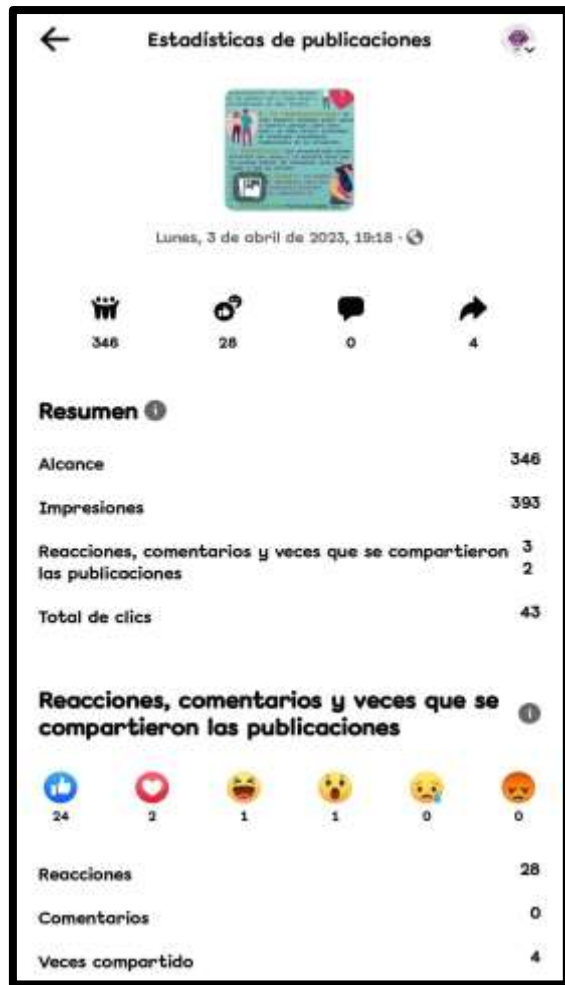 Estadísticas de publicaciones
Lunes, 3 de abril de 2023, 19:18 ·
346 28 0 4
Resumen
Alcance 346
Impresiones 393
Reacciones, comentarios y veces que se compartieron 3
las publicaciones 2
Total de clics 43
Reacciones, comentarios y veces que se
compartieron las publicaciones
24 2 1 1 0 0
Reacciones 28
Comentarios 0
Veces compartido 4